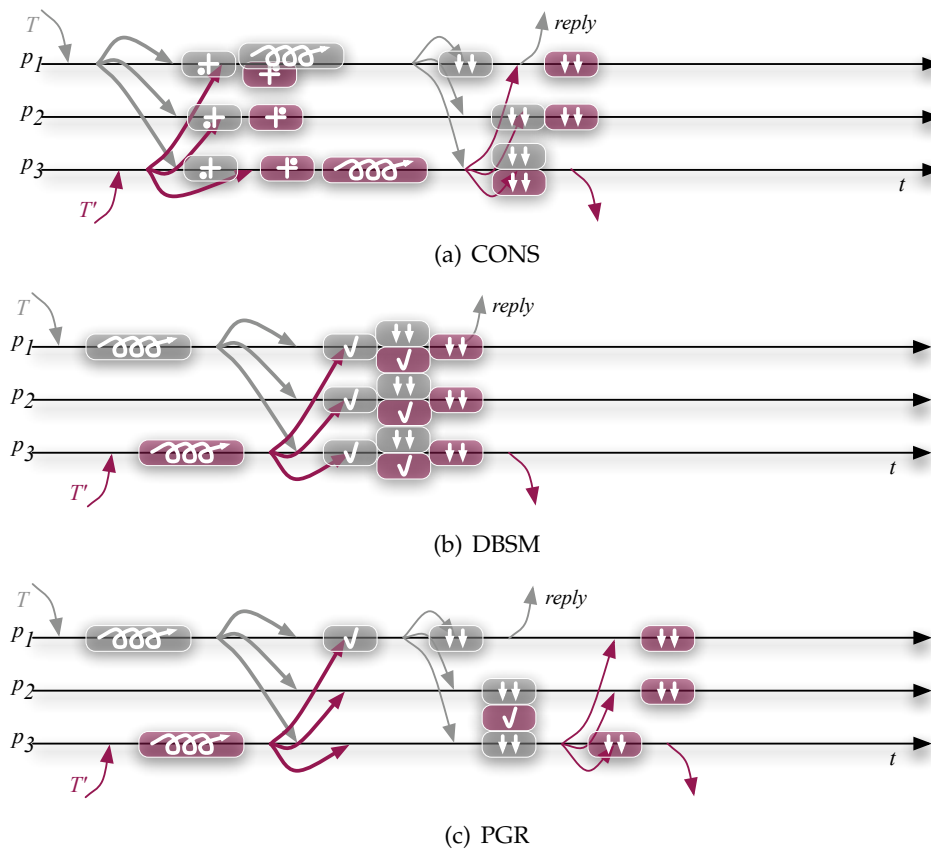 T
reply
p1
p2
p3
T'
t
(a) CONS
T
reply
p1
p2
p3
T'
t
(b) DBSM
T
reply
p1
p2
p3
T'
t
(c) PGR